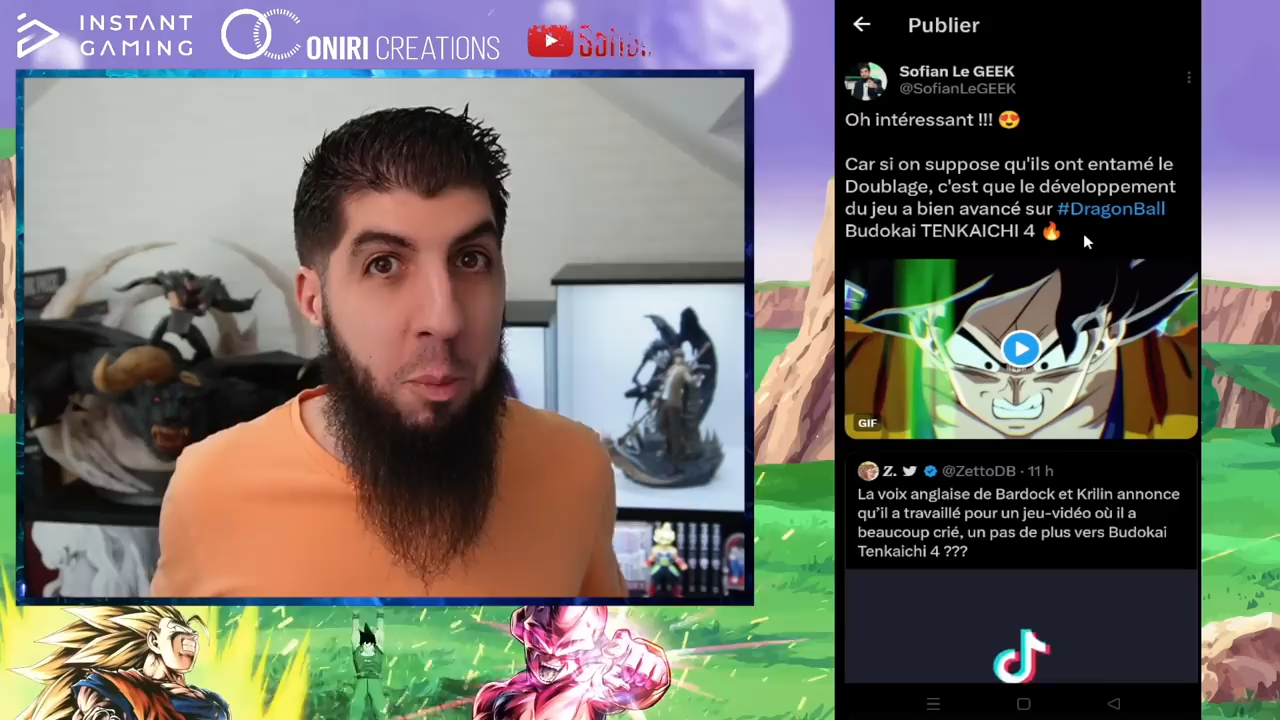 INSTANT
GAMING
ONIRI CREATIONS
Publier
Sofian Le GEEK
@SofianLeGEEK
Oh intéressant !!! 😍
Car si on suppose qu'ils ont entamé le
Doublage, c'est que le développement
du jeu a bien avancé sur #DragonBall
Budokai TENKAICHI 4 🔥
GIF
Z. @ZettoDB · 11 h
La voix anglaise de Bardock et Krilin annonce
qu'il a travaillé pour un jeu-vidéo où il a
beaucoup crié, un pas de plus vers Budokai
Tenkaichi 4 ???